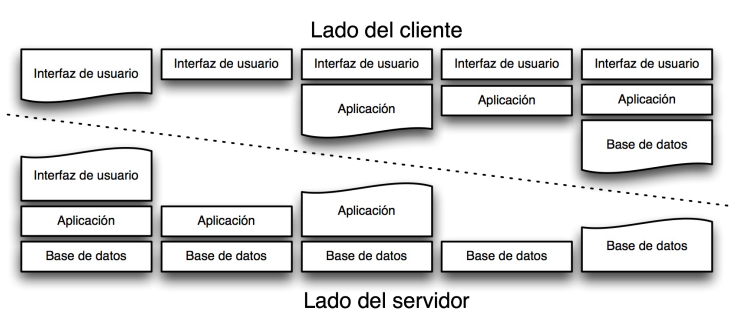 Lado del cliente
Interfaz de usuario Interfaz de usuario Interfaz de usuario Interfaz de usuario Interfaz de usuario
Aplicación Aplicación Aplicación
Base de datos
Interfaz de usuario
Aplicación Aplicación Aplicación
Base de datos Base de datos Base de datos Base de datos Base de datos
Lado del servidor